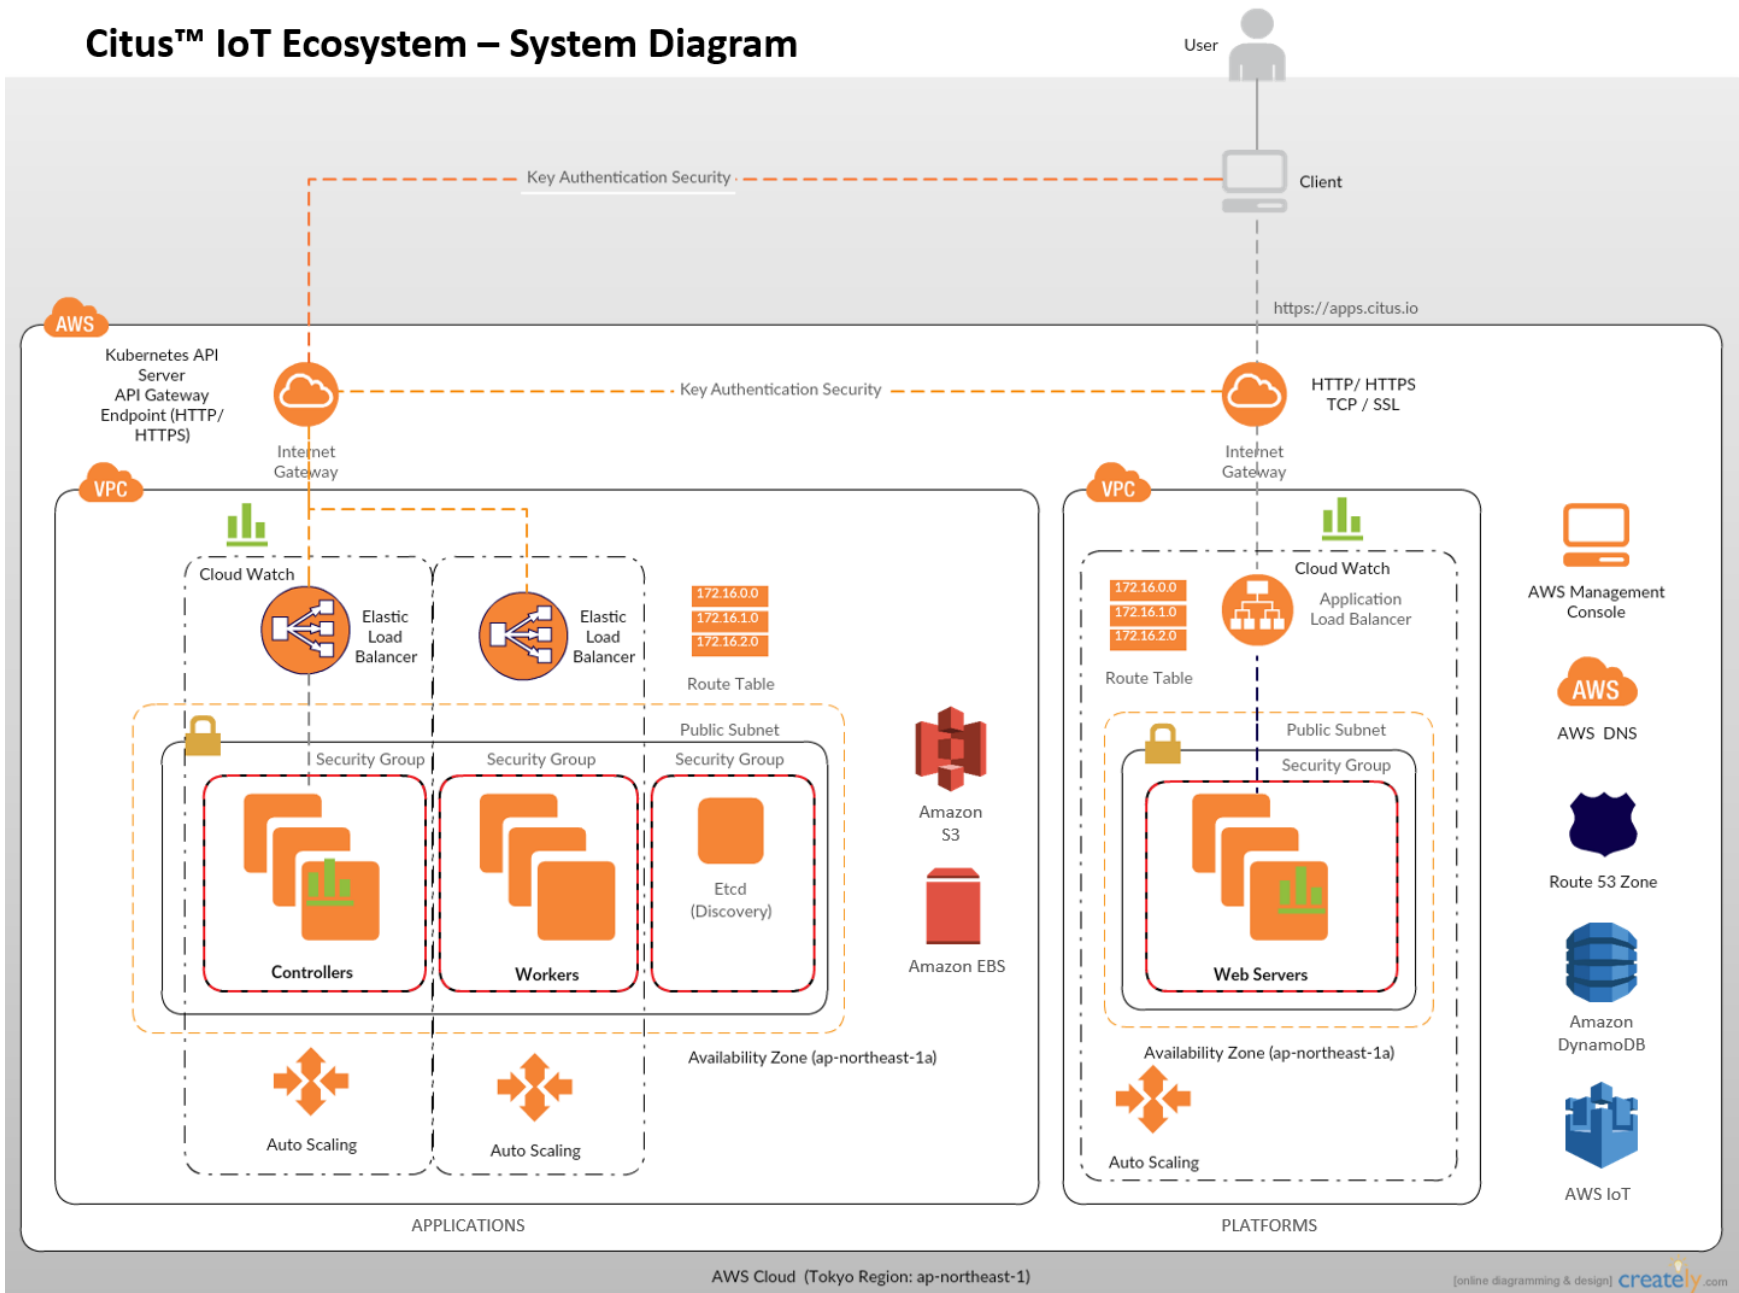 Citus™ IoT Ecosystem – System Diagram
User
Key Authentication Security
Client
https://apps.citus.io
AWS
Kubernetes API
Server
API Gateway
Endpoint (HTTP/
HTTPS)
Key Authentication Security
HTTP/ HTTPS
TCP / SSL
Internet
Gateway
Internet
Gateway
VPC
Cloud Watch
Elastic
Load
Balancer
Elastic
Load
Balancer
172.16.0.0
172.16.1.0
172.16.2.0
Route Table
Public Subnet
Security Group
Security Group
Security Group
Controllers
Workers
Etcd
(Discovery)
Availability Zone (ap-northeast-1a)
Auto Scaling
Auto Scaling
Amazon
S3
Amazon EBS
APPLICATIONS
VPC
Cloud Watch
172.16.0.0
172.16.1.0
172.16.2.0
Route Table
Application
Load Balancer
Public Subnet
Security Group
Web Servers
Availability Zone (ap-northeast-1a)
Auto Scaling
PLATFORMS
AWS Management
Console
AWS
AWS DNS
Route 53 Zone
Amazon
DynamoDB
AWS IoT
AWS Cloud (Tokyo Region: ap-northeast-1)
[online diagramming & design] creately.com